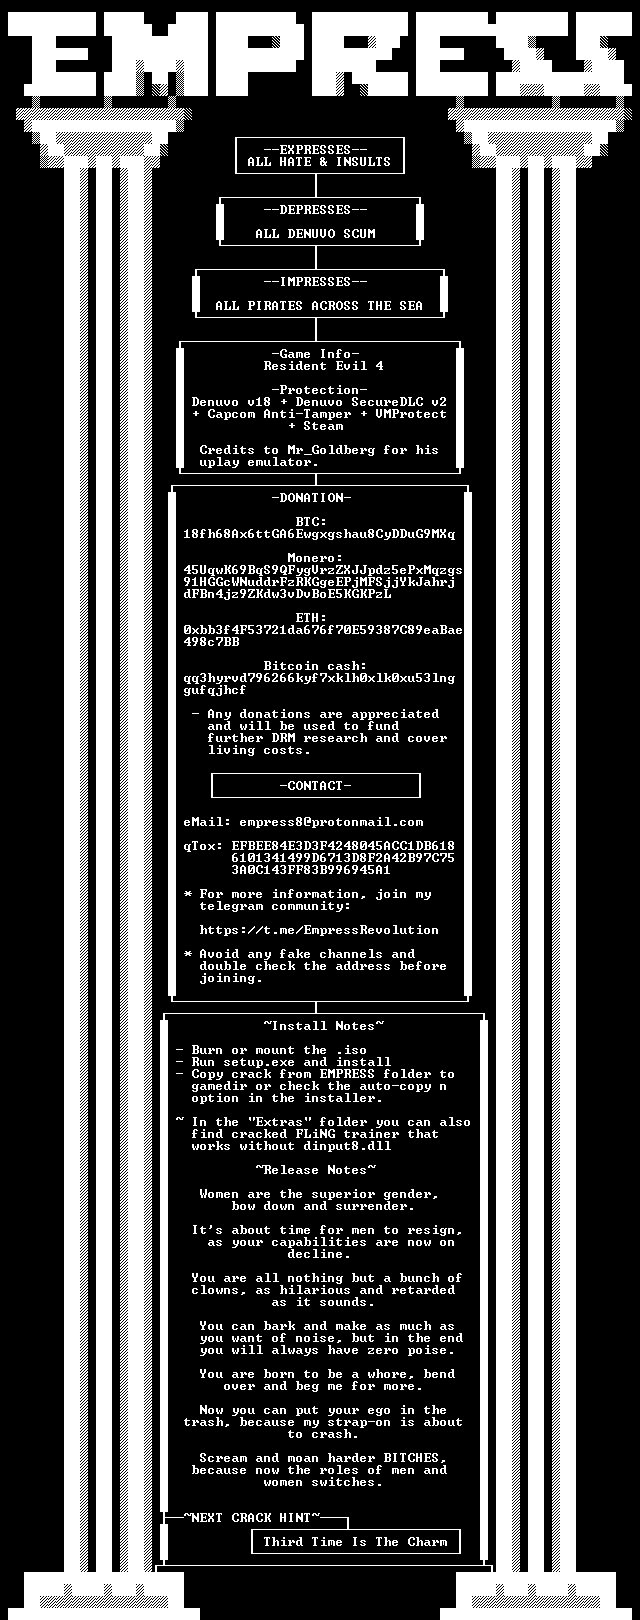 EMPRESS
--EXPRESSES--
ALL HATE & INSULTS
--DEPRESSES--
ALL DENUVO SCUM
--IMPRESSES--
ALL PIRATES ACROSS THE SEA
-Game Info-
Resident Evil 4
-Protection-
Denuvo v18 + Denuvo SecureDLC v2
+ Capcom Anti-Tamper + VMProtect
+ Steam
Credits to Mr_Goldberg for his
uplay emulator.
-DONATION-
BTC:
18fh68Ax6ttGA6Ewgxgshau8CyDDuG9MXq
Monero:
45UqwK69BqS9QFygVrzZXJJpdz5ePxMqzgs
91HGGcWNuddrFzRKGgeEPjMFSjjYkJahrj
dFBn4jz9ZKdw3vDvBoE5KGKPzL
ETH:
0xbb3f4F53721da676f70E59387C89eaBae
498c7BB
Bitcoin cash:
qq3hyrvd796266kyf7xklh0xlk0xu53lng
gufqjhcf
- Any donations are appreciated
and will be used to fund
further DRM research and cover
living costs.
-CONTACT-
eMail: empress8@protonmail.com
qTox: EFBEE84E3D3F4248045ACC1DB618
6101341499D6713D8F2A42B97C75
3A0C143FF83B996945A1
* For more information, join my
telegram community:
https://t.me/EmpressRevolution
* Avoid any fake channels and
double check the address before
joining.
~Install Notes~
- Burn or mount the .iso
- Run setup.exe and install
- Copy crack from EMPRESS folder to
gamedir or check the auto-copy n
option in the installer.
~ In the "Extras" folder you can also
find cracked FLiNG trainer that
works without dinput8.dll
~Release Notes~
Women are the superior gender,
bow down and surrender.
It's about time for men to resign,
as your capabilities are now on
decline.
You are all nothing but a bunch of
clowns, as hilarious and retarded
as it sounds.
You can bark and make as much as
you want of noise, but in the end
you will always have zero poise.
You are born to be a whore, bend
over and beg me for more.
Now you can put your ego in the
trash, because my strap-on is about
to crash.
Scream and moan harder BITCHES,
because now the roles of men and
women switches.
~NEXT CRACK HINT~
Third Time Is The Charm